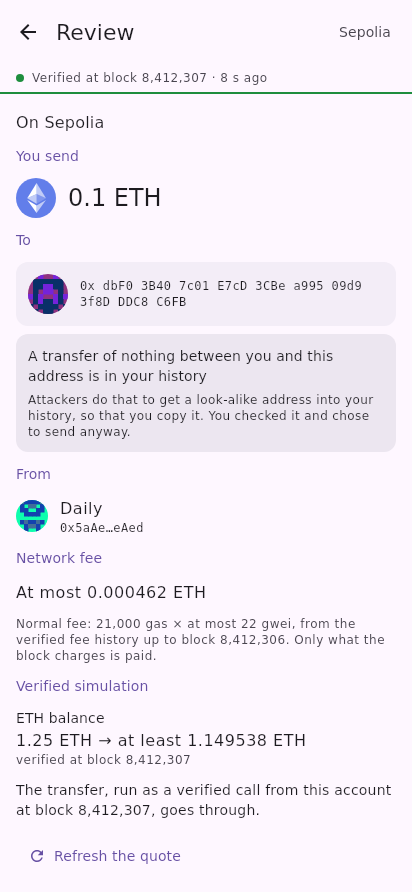 Review
Sepolia
Verified at block 8,412,307 · 8 s ago
On Sepolia
You send
0.1 ETH
To
0x dbF0 3B40 7c01 E7cD 3CBe a995 09d9
3f8D DDC8 C6FB
A transfer of nothing between you and this
address is in your history
Attackers do that to get a look-alike address into your
history, so that you copy it. You checked it and chose
to send anyway.
From
Daily
0x5aAe…eAed
Network fee
At most 0.000462 ETH
Normal fee: 21,000 gas × at most 22 gwei, from the
verified fee history up to block 8,412,306. Only what the
block charges is paid.
Verified simulation
ETH balance
1.25 ETH → at least 1.149538 ETH
verified at block 8,412,307
The transfer, run as a verified call from this account
at block 8,412,307, goes through.
Refresh the quote